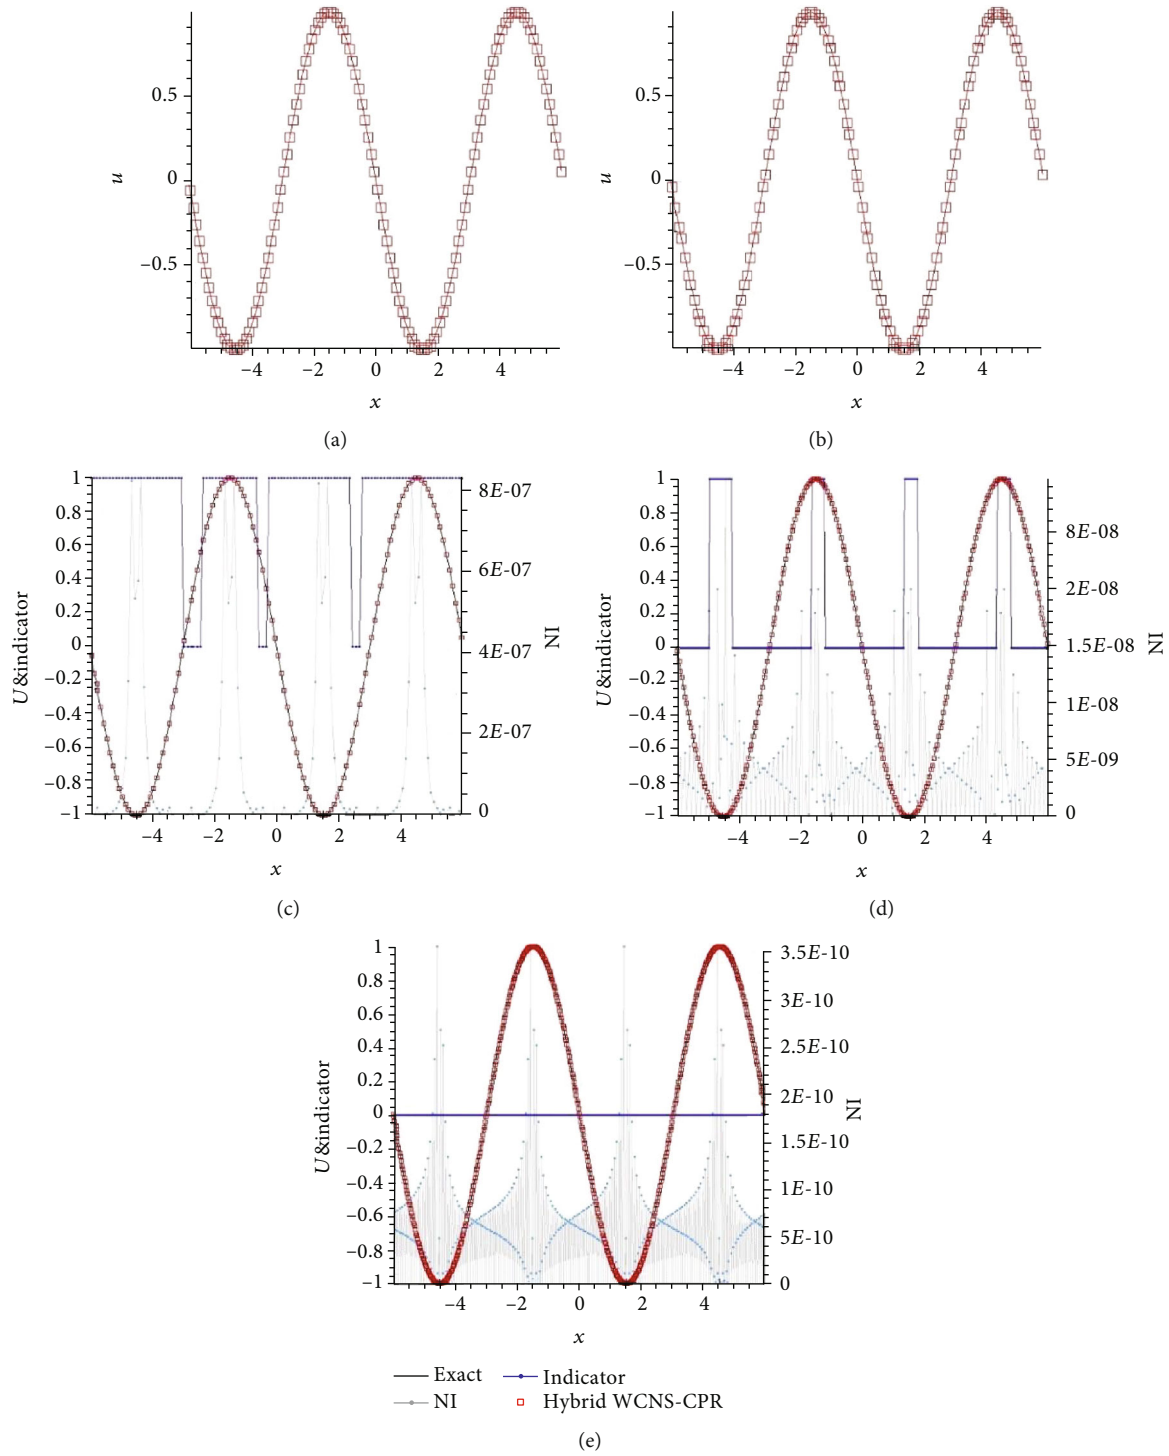 0.5
0
−0.5
u
−4 −2 0 2 4
x
(a)
0.5
0
−0.5
u
−4 −2 0 2 4
x
(b)
1
0.8
0.6
0.4
0.2
0
−0.2
−0.4
−0.6
−0.8
−1
U&indicator
8E-07
6E-07
4E-07
2E-07
0
NI
−4 −2 0 2 4
x
(c)
1
0.8
0.6
0.4
0.2
0
−0.2
−0.4
−0.6
−0.8
−1
U&indicator
8E-08
2E-08
1.5E-08
1E-08
5E-09
0
NI
−4 −2 0 2 4
x
(d)
1
0.8
0.6
0.4
0.2
0
−0.2
−0.4
−0.6
−0.8
−1
U&indicator
3.5E-10
3E-10
2.5E-10
2E-10
1.5E-10
1E-10
5E-10
0
NI
−4 −2 0 2 4
x
Exact Indicator
NI Hybrid WCNS-CPR
(e)